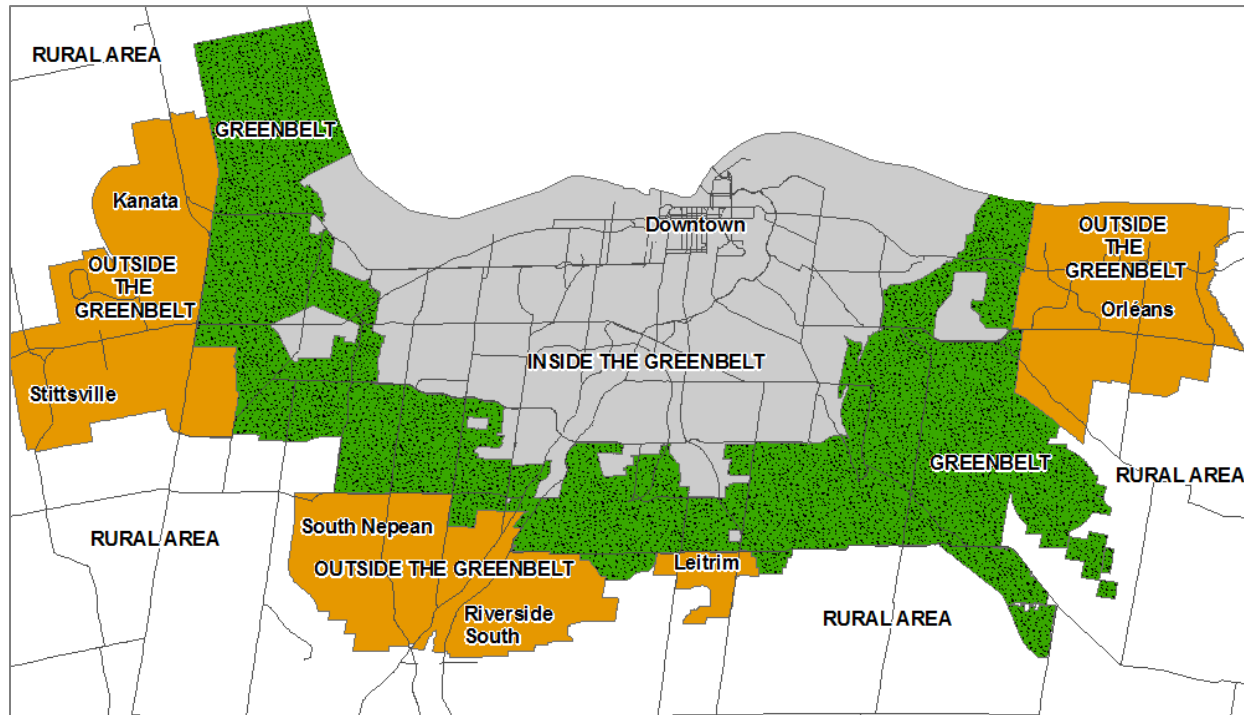 RURAL AREA
GREENBELT
Kanata
Downtown
OUTSIDE
THE
GREENBELT
Orléans
OUTSIDE
THE
GREENBELT
INSIDE THE GREENBELT
Stittsville
GREENBELT
RURAL AREA
South Nepean
RURAL AREA
OUTSIDE THE GREENBELT
Leitrim
Riverside
South
RURAL AREA